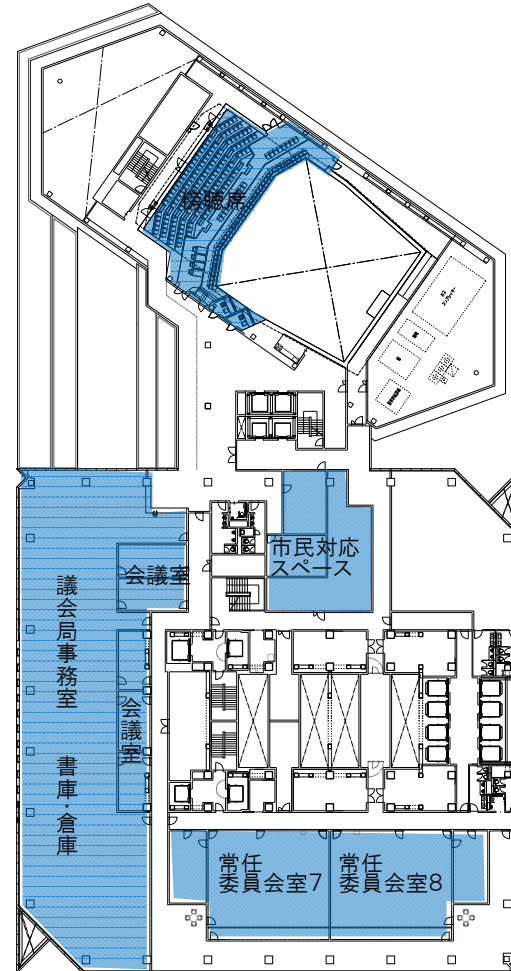 傍聴席
市民対応
スペース
会議室
議会局事務室
会議室
書庫・倉庫
常任
委員会室7
常任
委員会室8